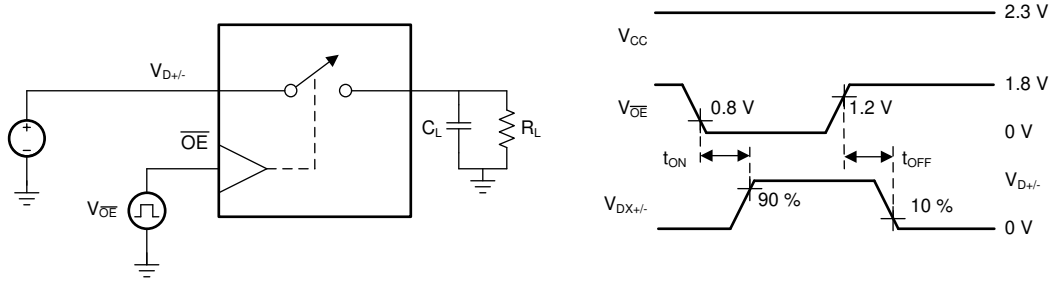 V_D+/-
OE̅
C_L
R_L
V_OE̅
+
-
2.3 V
V_CC
1.8 V
V_OE̅
0.8 V
1.2 V
0 V
t_ON
t_OFF
V_D+/-
V_DX+/-
90 %
10 %
0 V